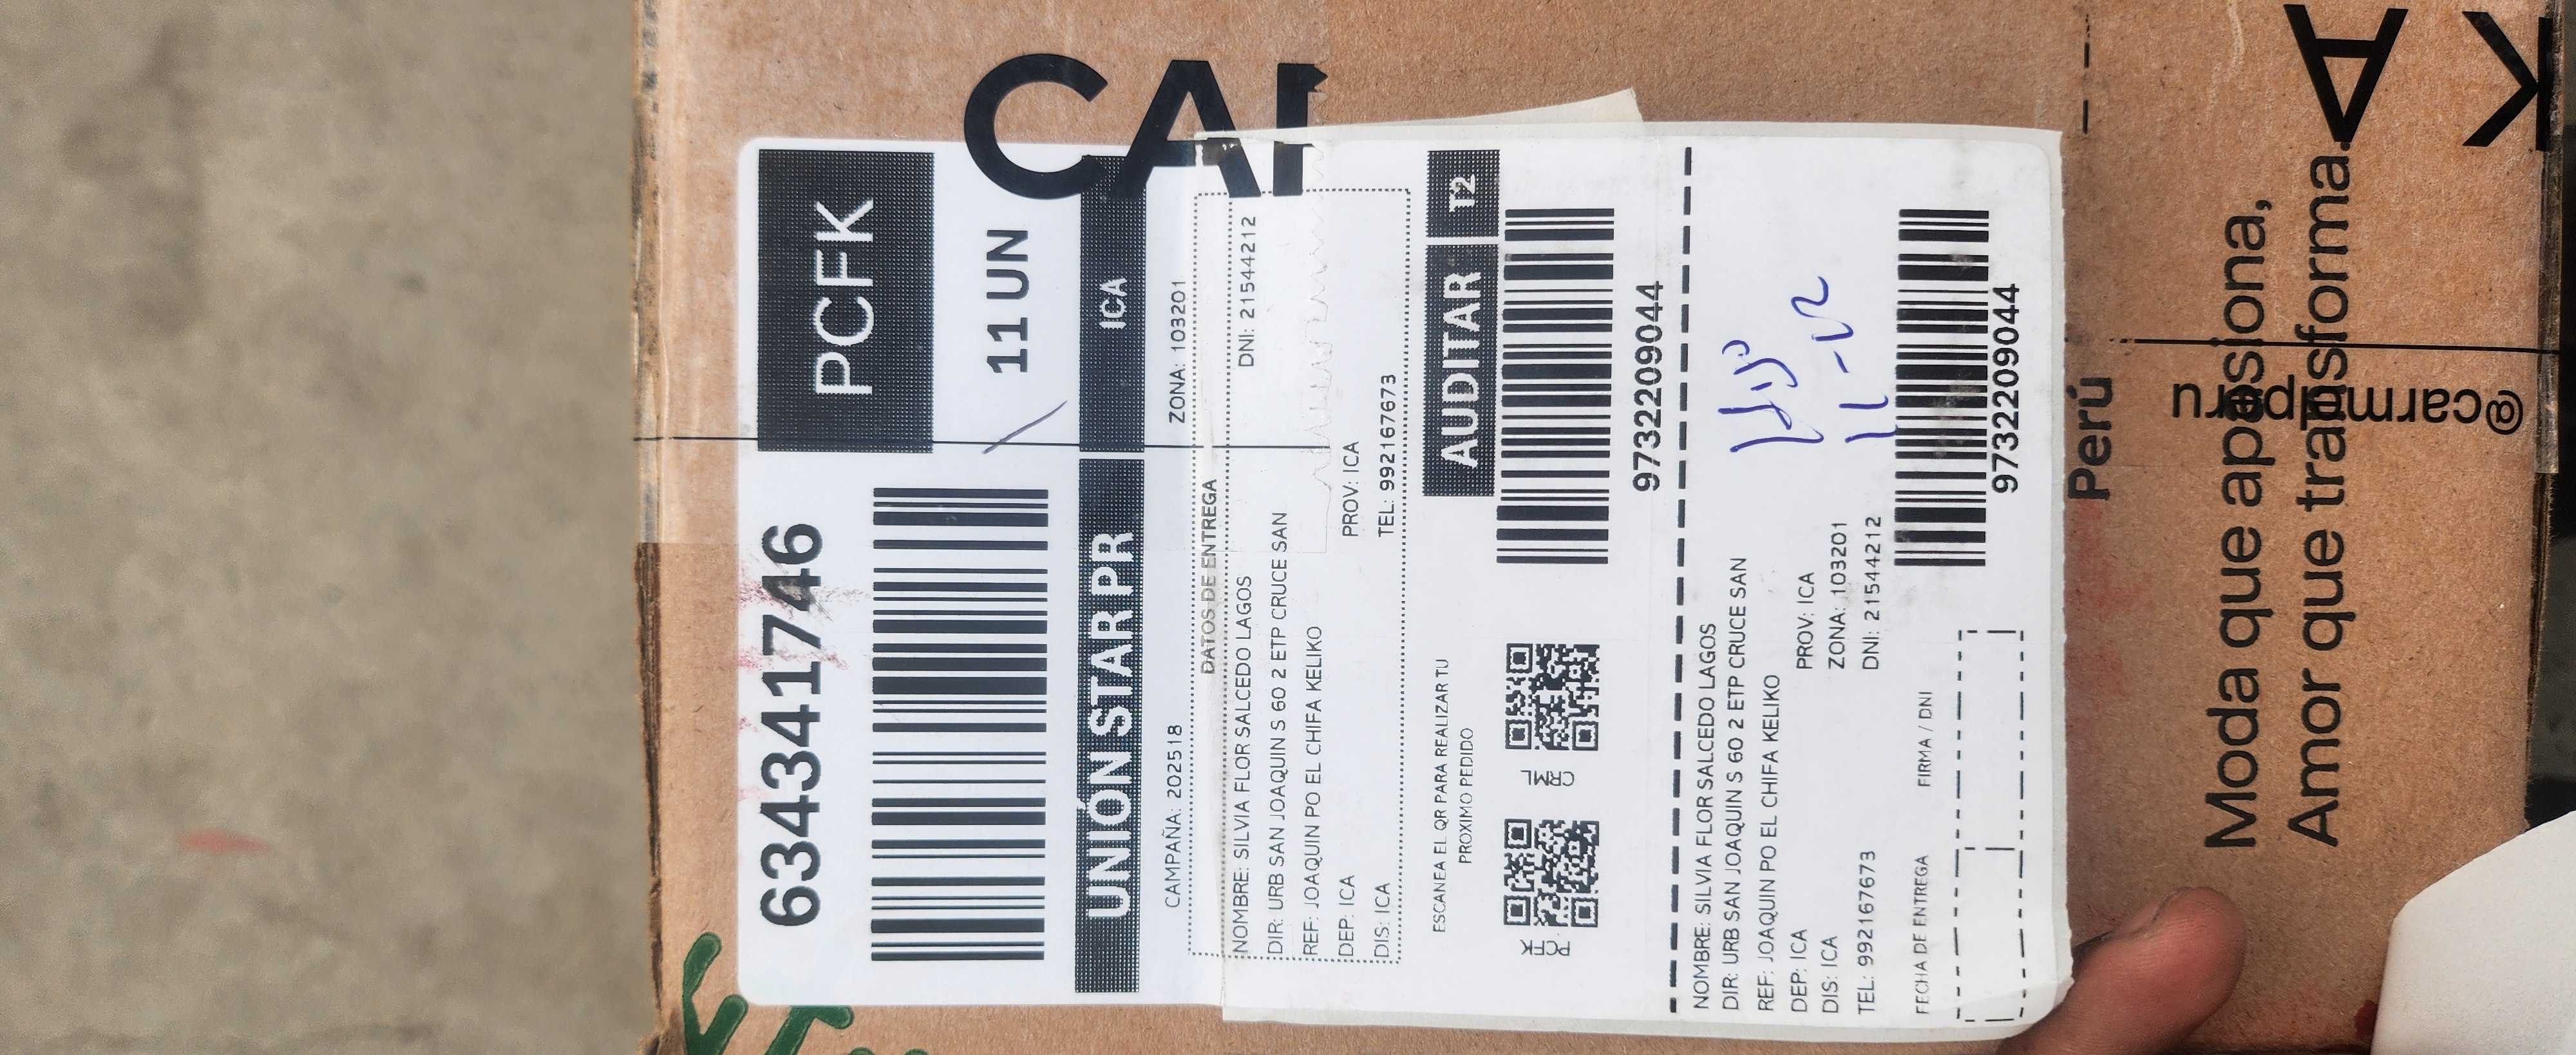 CAR
6343341746
PCFK
11 UN
UNIÓN STAR PR
ICA
CAMPAÑA: 202518
ZONA: 103201
DATOS DE ENTREGA
NOMBRE: SILVIA FLOR SALCEDO LAGOS
DNI: 21544212
DIR: URB SAN JOAQUIN S 60 2 ETP CRUCE SAN
REF: JOAQUIN PO EL CHIFA KELIKO
DEP: ICA
PROV: ICA
DIS: ICA
TEL: 992167673
ESCANEA EL QR PARA REALIZAR TU
PROXIMO PEDIDO
AUDITAR
T2
PCFK
CRML
9732209044
NOMBRE: SILVIA FLOR SALCEDO LAGOS
DIR: URB SAN JOAQUIN S 60 2 ETP CRUCE SAN
REF: JOAQUIN PO EL CHIFA KELIKO
DEP: ICA
PROV: ICA
DIS: ICA
ZONA: 103201
TEL: 992167673
DNI: 21544212
FECHA DE ENTREGA
FIRMA / DNI
9732209044
Perú
Moda que apasiona,
Amor que transforma.